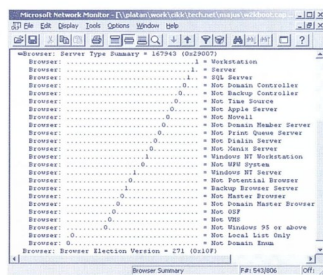 Microsoft Network Monitor - [\\platan\work\cikk\tech.net\majus\
File Edit Display Tools Options Window Help
Browser: Server Type Summary = 167943 (0x29007)
Browser: ...............................1 = Workstation
Browser: ..............................1. = Server
Browser: .............................1.. = SQL Server
Browser: ............................0... = Not Domain Controller
Browser: ...........................0.... = Not Backup Controller
Browser: ..........................0..... = Not Time Source
Browser: .........................0...... = Not Apple Server
Browser: ........................0....... = Not Novell
Browser: .......................0........ = Not Domain Member Server
Browser: ......................0......... = Not Print Queue Server
Browser: .....................0.......... = Not Dialin Server
Browser: ....................0........... = Not Xenix Server
Browser: ...................1............ = Windows NT Workstation
Browser: ..................0............. = Not WFW System
Browser: ................1............... = Windows NT Server
Browser: ...............0................ = Not Potential Browser
Browser: ..............1................. = Backup Browser Server
Browser: .............0.................. = Not Master Browser
Browser: ............0................... = Not Domain Master Browser
Browser: ...........0.................... = Not OSF
Browser: ..........0..................... = Not VMS
Browser: .........0...................... = Not Windows 95 or above
Browser: .0.............................. = Not Local List Only
Browser: 0............................... = Not Domain Enum
Browser: Browser Election Version = 271 (0x10F)
Browser Summary F#: 543/806 Off: